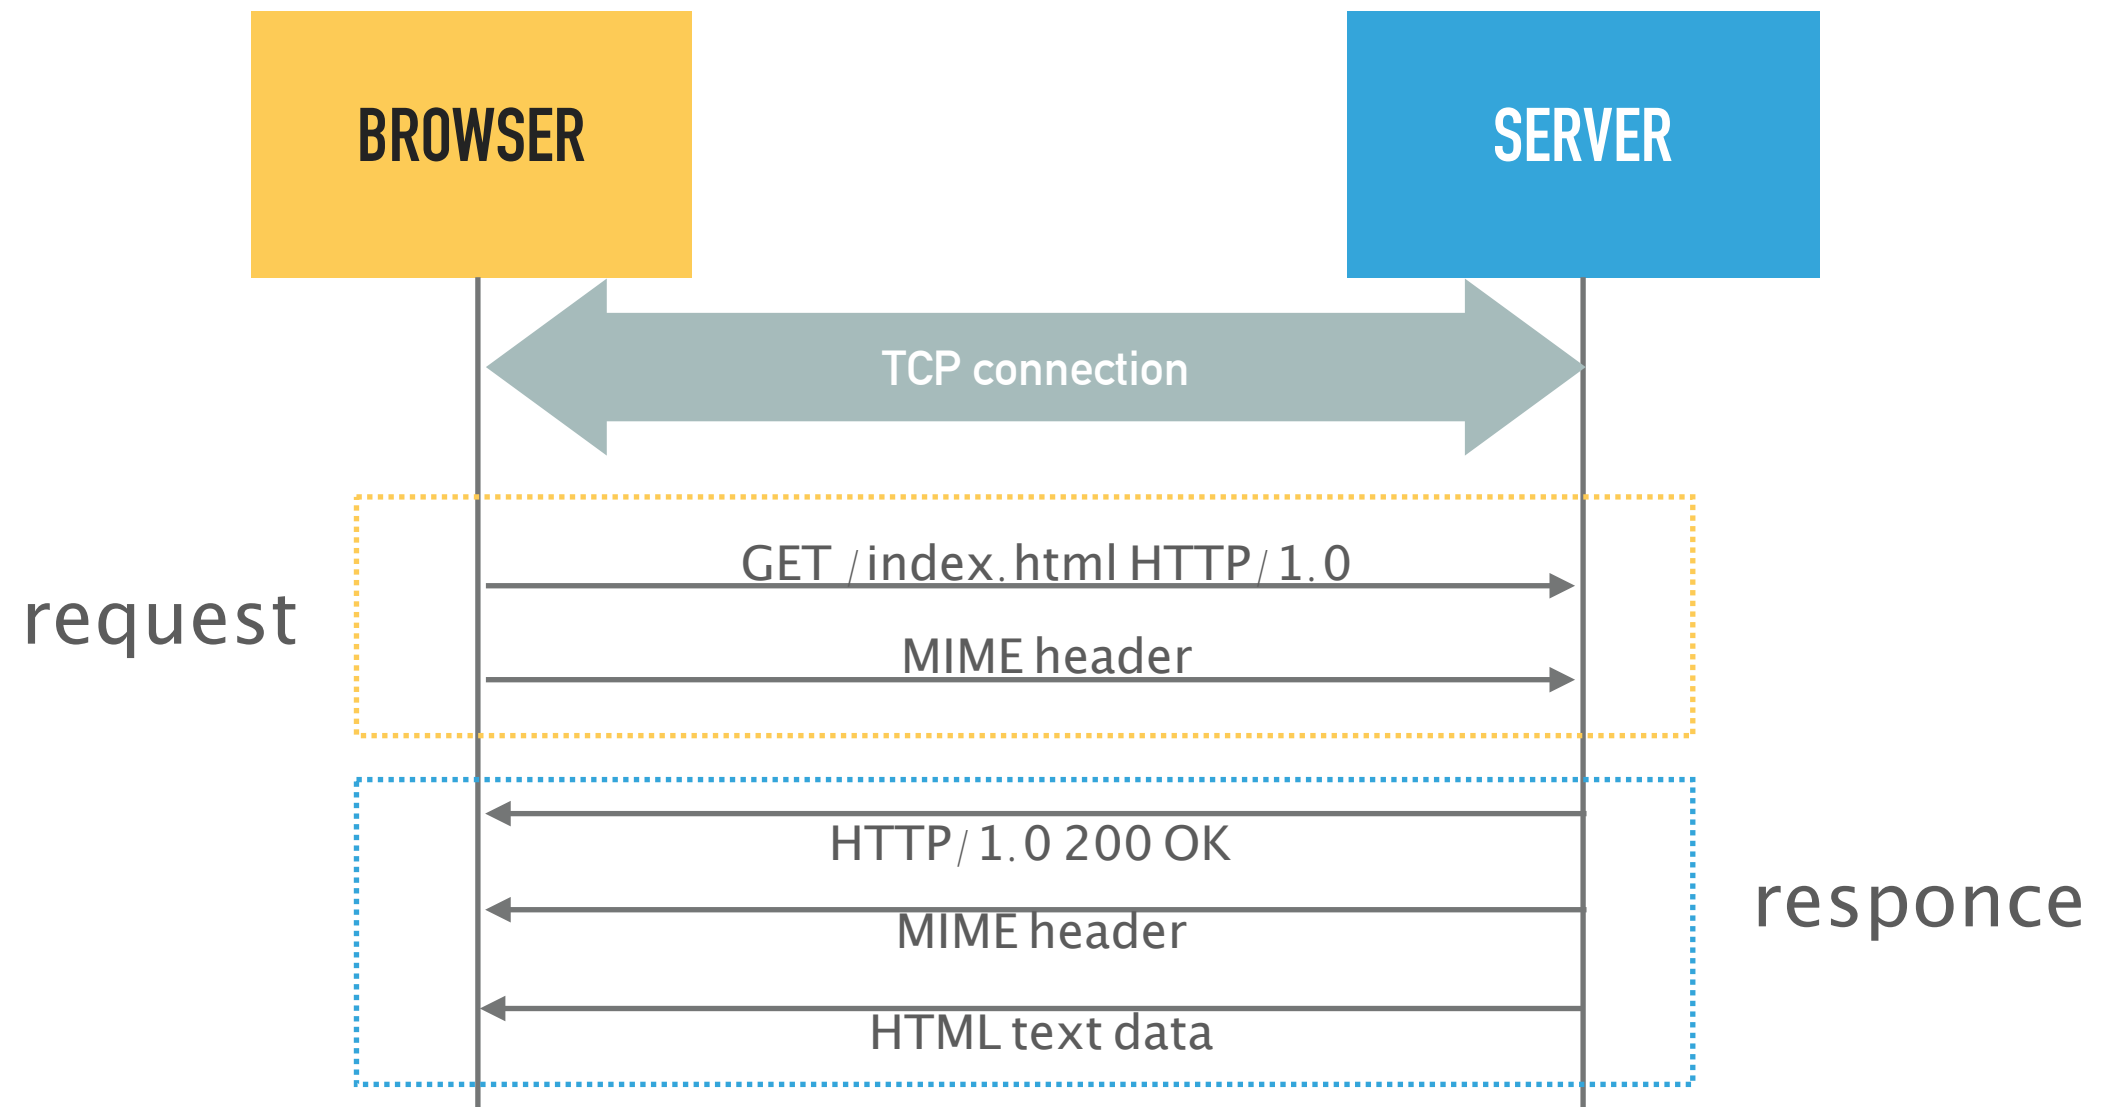 BROWSER
SERVER
TCP connection
GET /index.html HTTP/1.0
request
MIME header
HTTP/1.0 200 OK
responce
MIME header
HTML text data